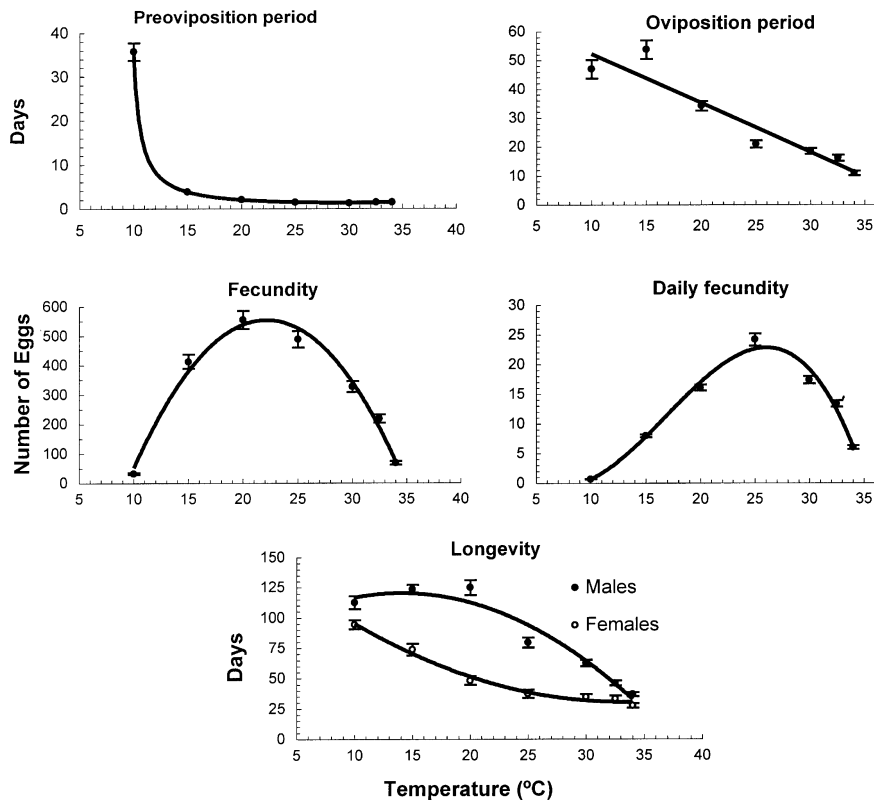 Preoviposition period
40
30
20
10
0
Days
5 10 15 20 25 30 35 40
Oviposition period
60
50
40
30
20
10
0
5 10 15 20 25 30 35
Fecundity
600
500
400
300
200
100
0
Number of Eggs
5 10 15 20 25 30 35 40
Daily fecundity
30
25
20
15
10
5
0
5 10 15 20 25 30 35
Longevity
150
125
100
75
50
25
0
Days
Males
Females
5 10 15 20 25 30 35 40
Temperature (ºC)